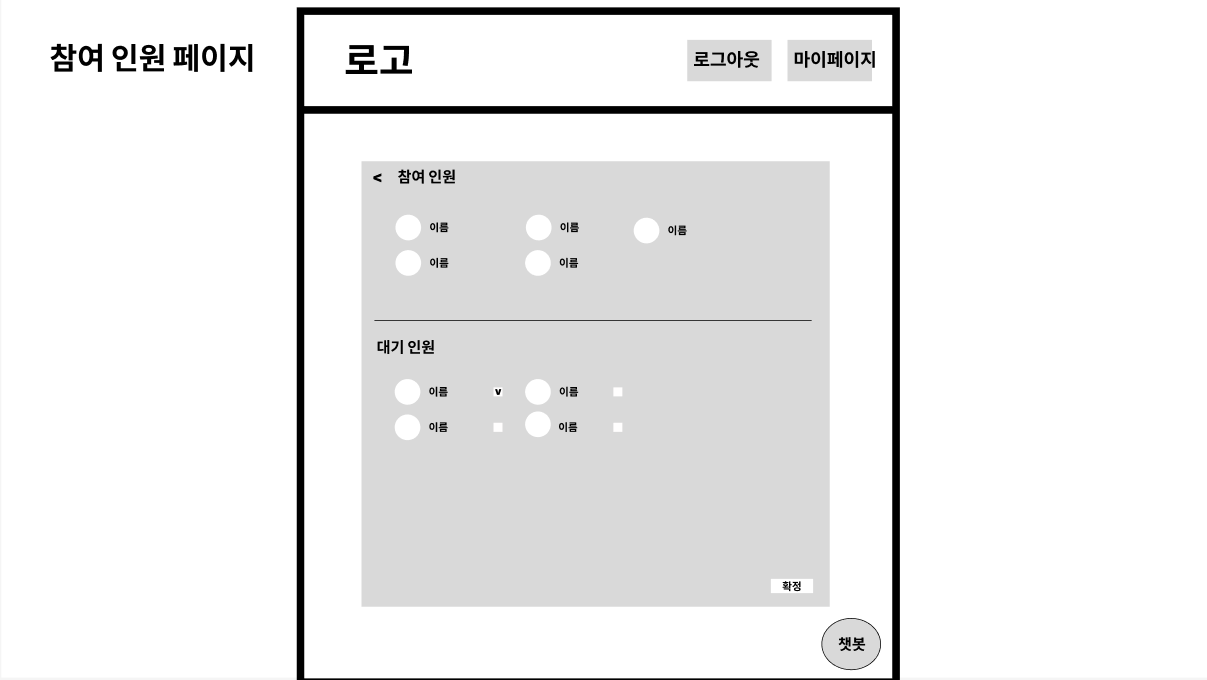 참여 인원 페이지
로고
로그아웃
마이페이지
< 참여 인원
이름 이름 이름
이름 이름
대기 인원
이름 v 이름
이름 이름
확정
챗봇